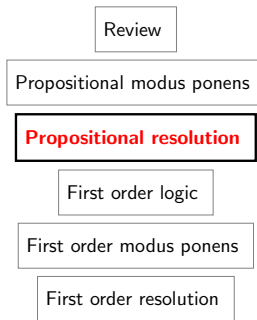 Review
Propositional modus ponens
Propositional resolution
First order logic
First order modus ponens
First order resolution